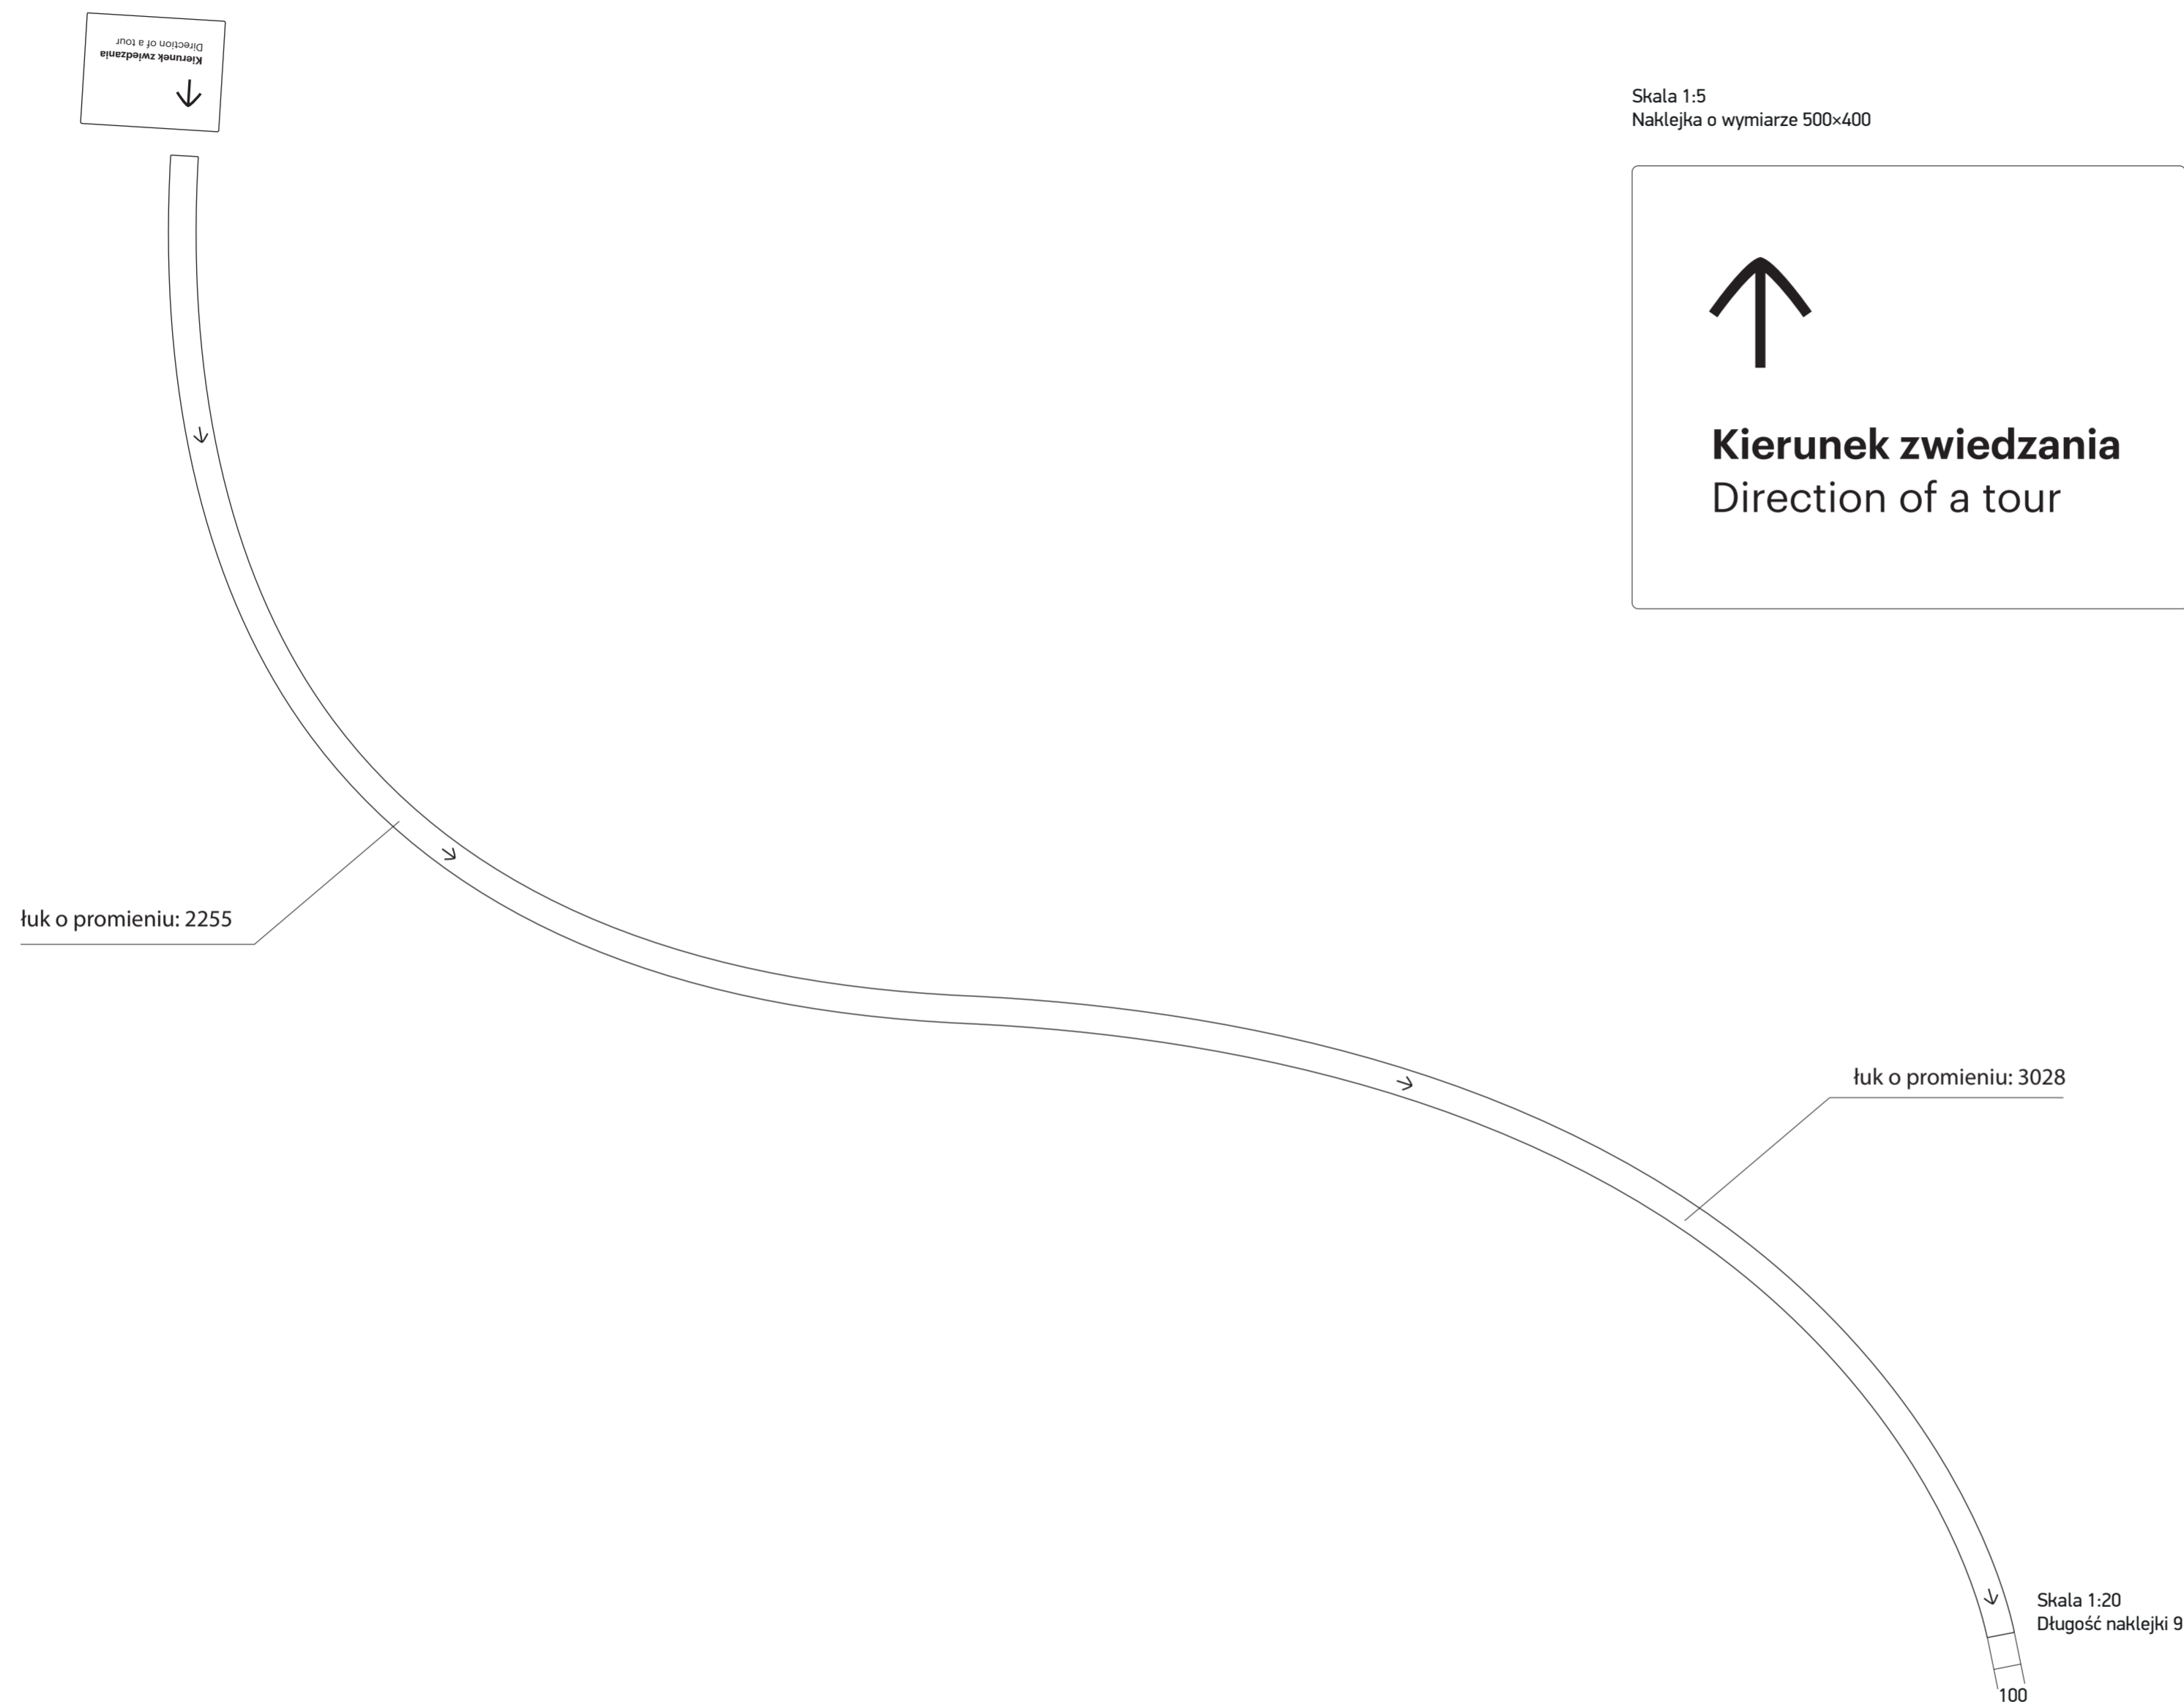 Direction of a tour
Kierunek zwiedzania
Skala 1:5
Naklejka o wymiarze 500×400
Kierunek zwiedzania
Direction of a tour
łuk o promieniu: 2255
łuk o promieniu: 3028
Skala 1:20
Długość naklejki 9
100